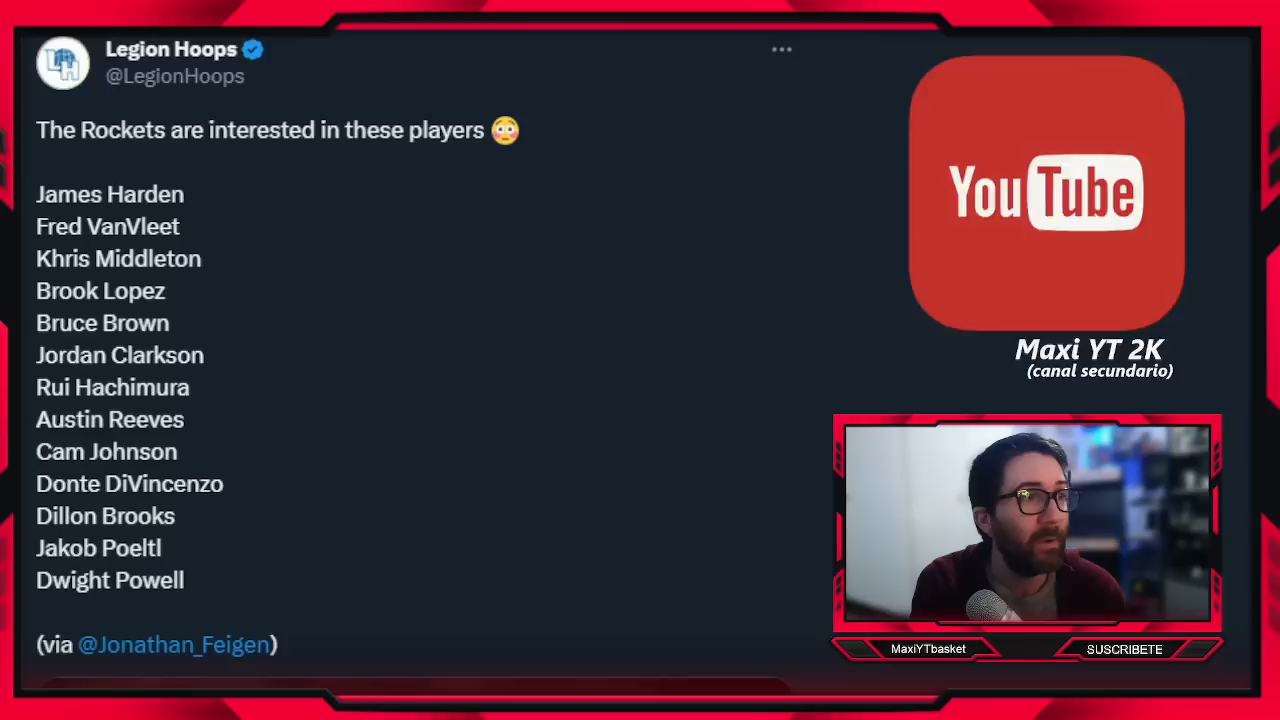 Legion Hoops
@LegionHoops
The Rockets are interested in these players 😳
James Harden
Fred VanVleet
Khris Middleton
Brook Lopez
Bruce Brown
Jordan Clarkson
Rui Hachimura
Austin Reeves
Cam Johnson
Donte DiVincenzo
Dillon Brooks
Jakob Poeltl
Dwight Powell
(via @Jonathan_Feigen)
YouTube
Maxi YT 2K
(canal secundario)
MaxiYTbasket
SUSCRIBETE